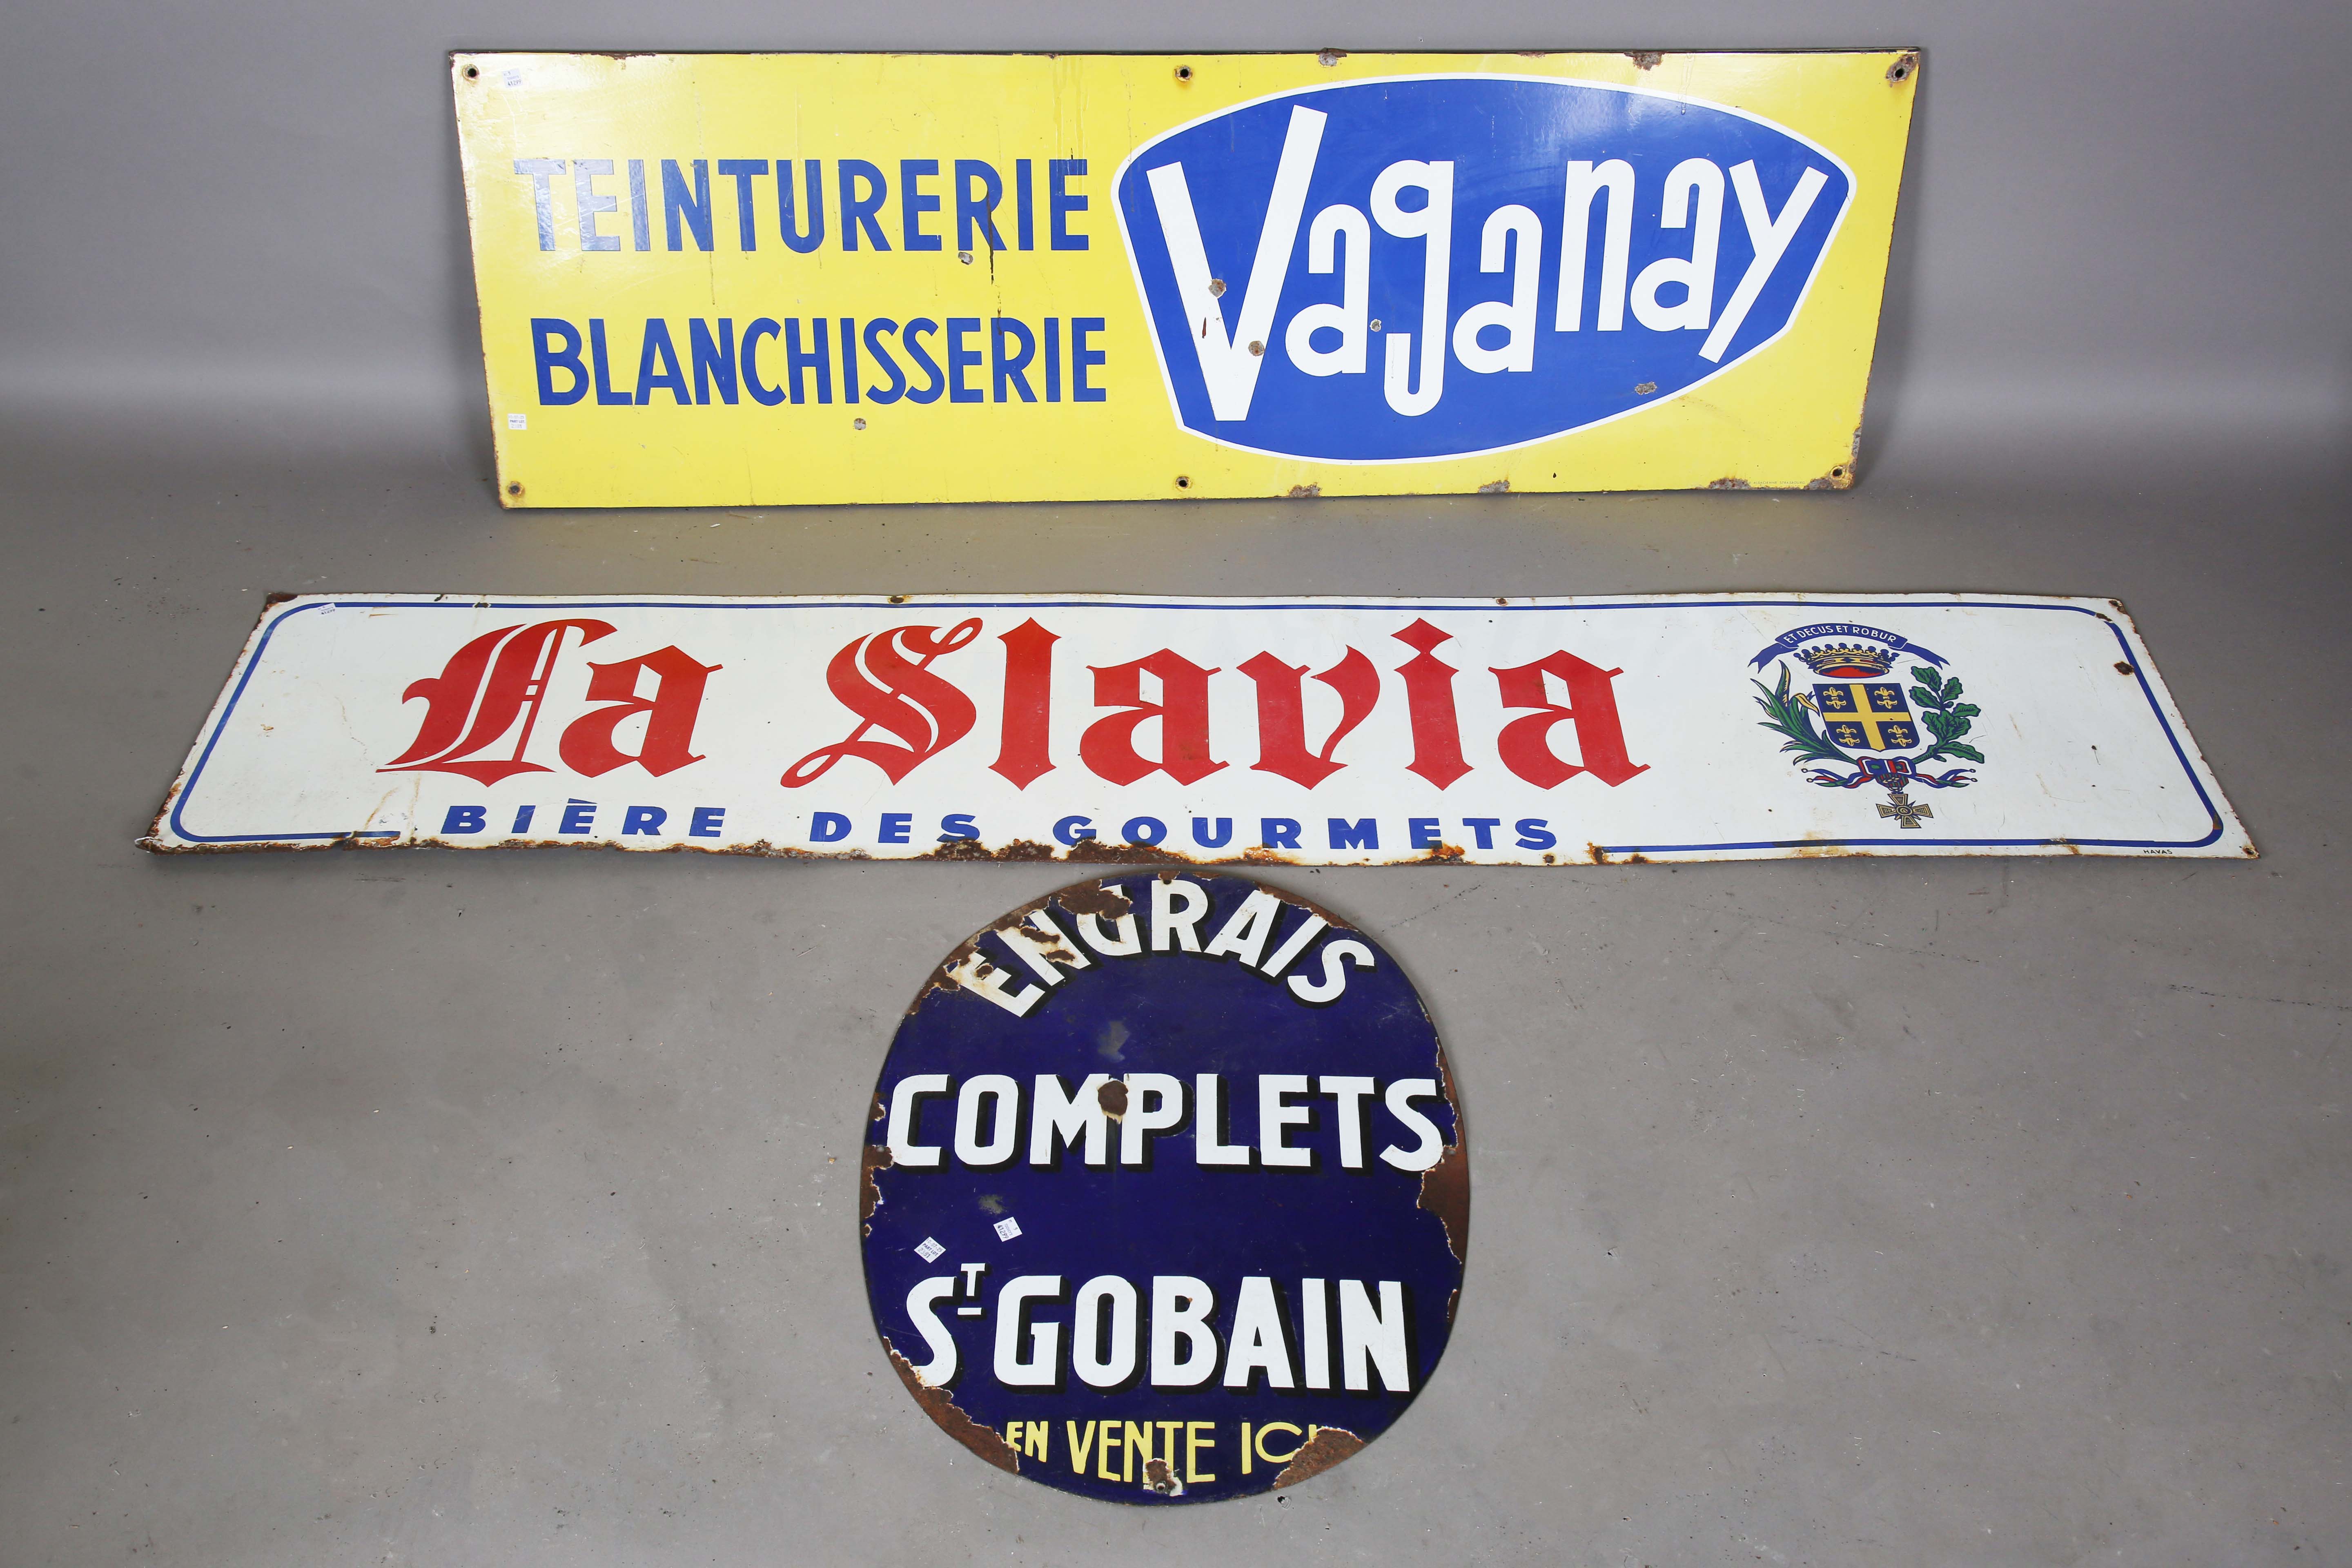 TEINTURERIE
BLANCHISSERIE
Vaganay
La Slavia
BIÈRE DES GOURMETS
ET DECUS ET ROBUR
HAVAS
ENGRAIS
COMPLETS
ST GOBAIN
EN VENTE ICI